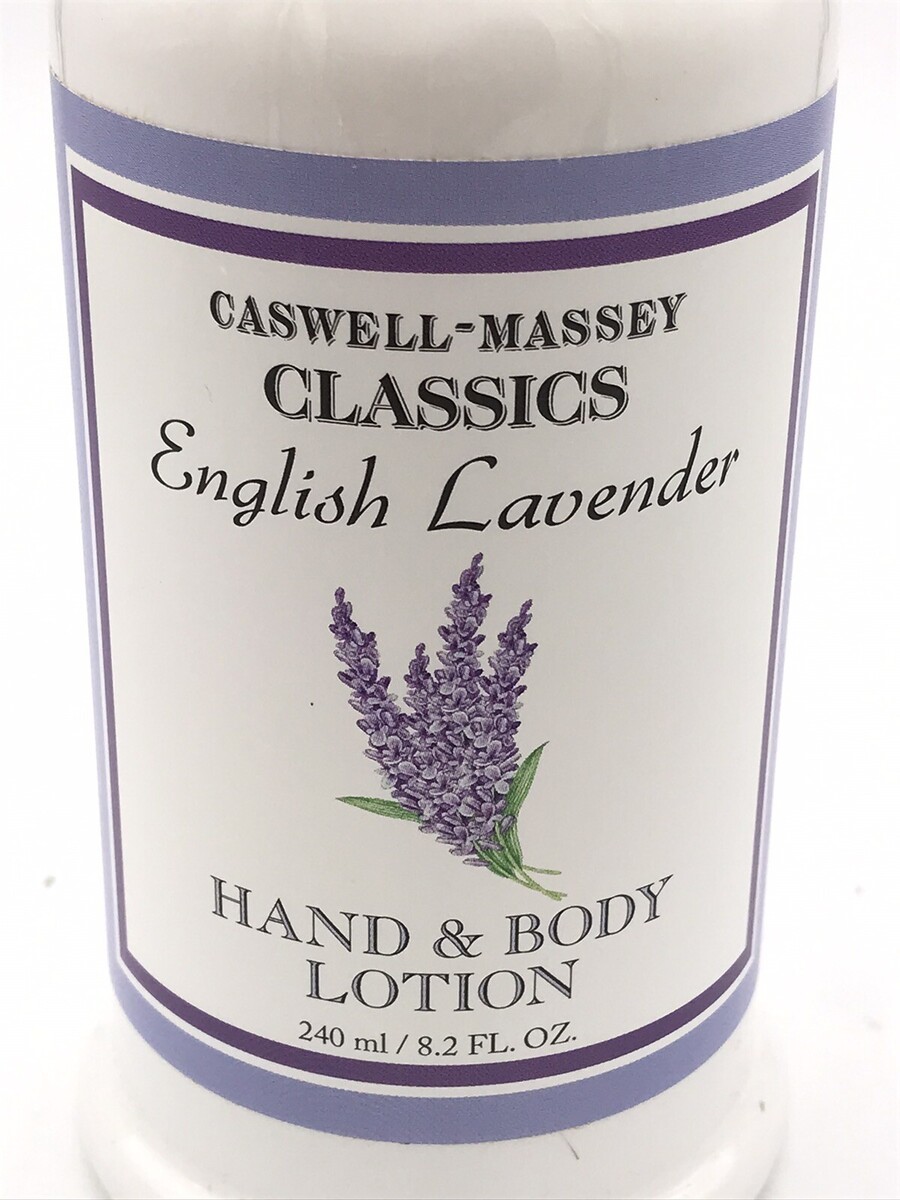 CASWELL-MASSEY
CLASSICS
English Lavender
HAND & BODY
LOTION
240 ml / 8.2 FL. OZ.